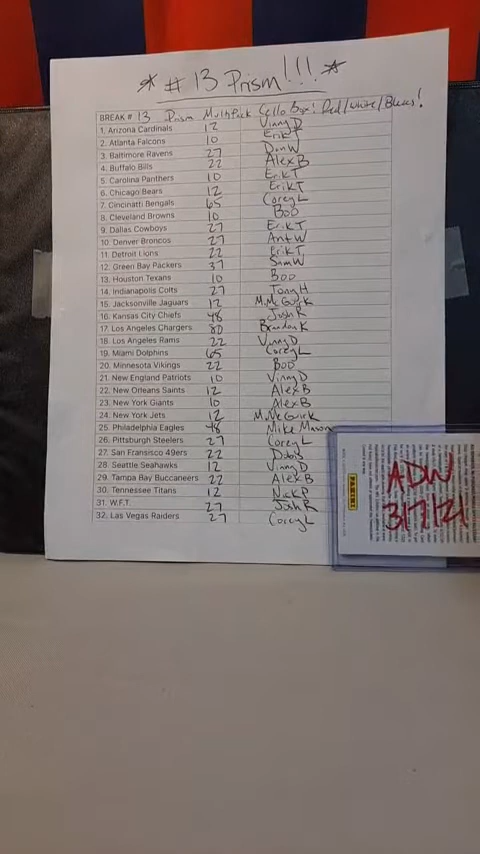 * # 13 Prism!!! *
BREAK # 13 Prism Multipack Cello Box! Red/White/Blues!
1. Arizona Cardinals 12 Vinny D
2. Atlanta Falcons 10 Erik T
3. Baltimore Ravens 27 Don W
4. Buffalo Bills 22 Alex B
5. Carolina Panthers 10 Erik T
6. Chicago Bears 12 Erik T
7. Cincinatti Bengals 65 Corey L
8. Cleveland Browns 10 Boo
9. Dallas Cowboys 27 Erik T
10. Denver Broncos 27 Ant W
11. Detroit Lions 22 Erik T
12. Green Bay Packers 37 Sam W
13. Houston Texans 10 Boo
14. Indianapolis Colts 27 Tony H
15. Jacksonville Jaguars 12 M. McGuirk
16. Kansas City Chiefs 48 Josh R
17. Los Angeles Chargers 80 Brandon K
18. Los Angeles Rams 22 Vinny D
19. Miami Dolphins 65 Corey L
20. Minnesota Vikings 22 Boo
21. New England Patriots 10 Vinny D
22. New Orleans Saints 12 Alex B
23. New York Giants 10 Alex B
24. New York Jets 12 M. McGuirk
25. Philadelphia Eagles 48 Mike Mason
26. Pittsburgh Steelers 27 Corey L
27. San Fransisco 49ers 22
28. Seattle Seahawks 12 Vinny D
29. Tampa Bay Buccaneers 22 Alex B
30. Tennessee Titans 12 Nick P
31. W.F.T. 27 Josh R
32. Las Vegas Raiders 27 Corey L
PANINI
ADW
3/7/21